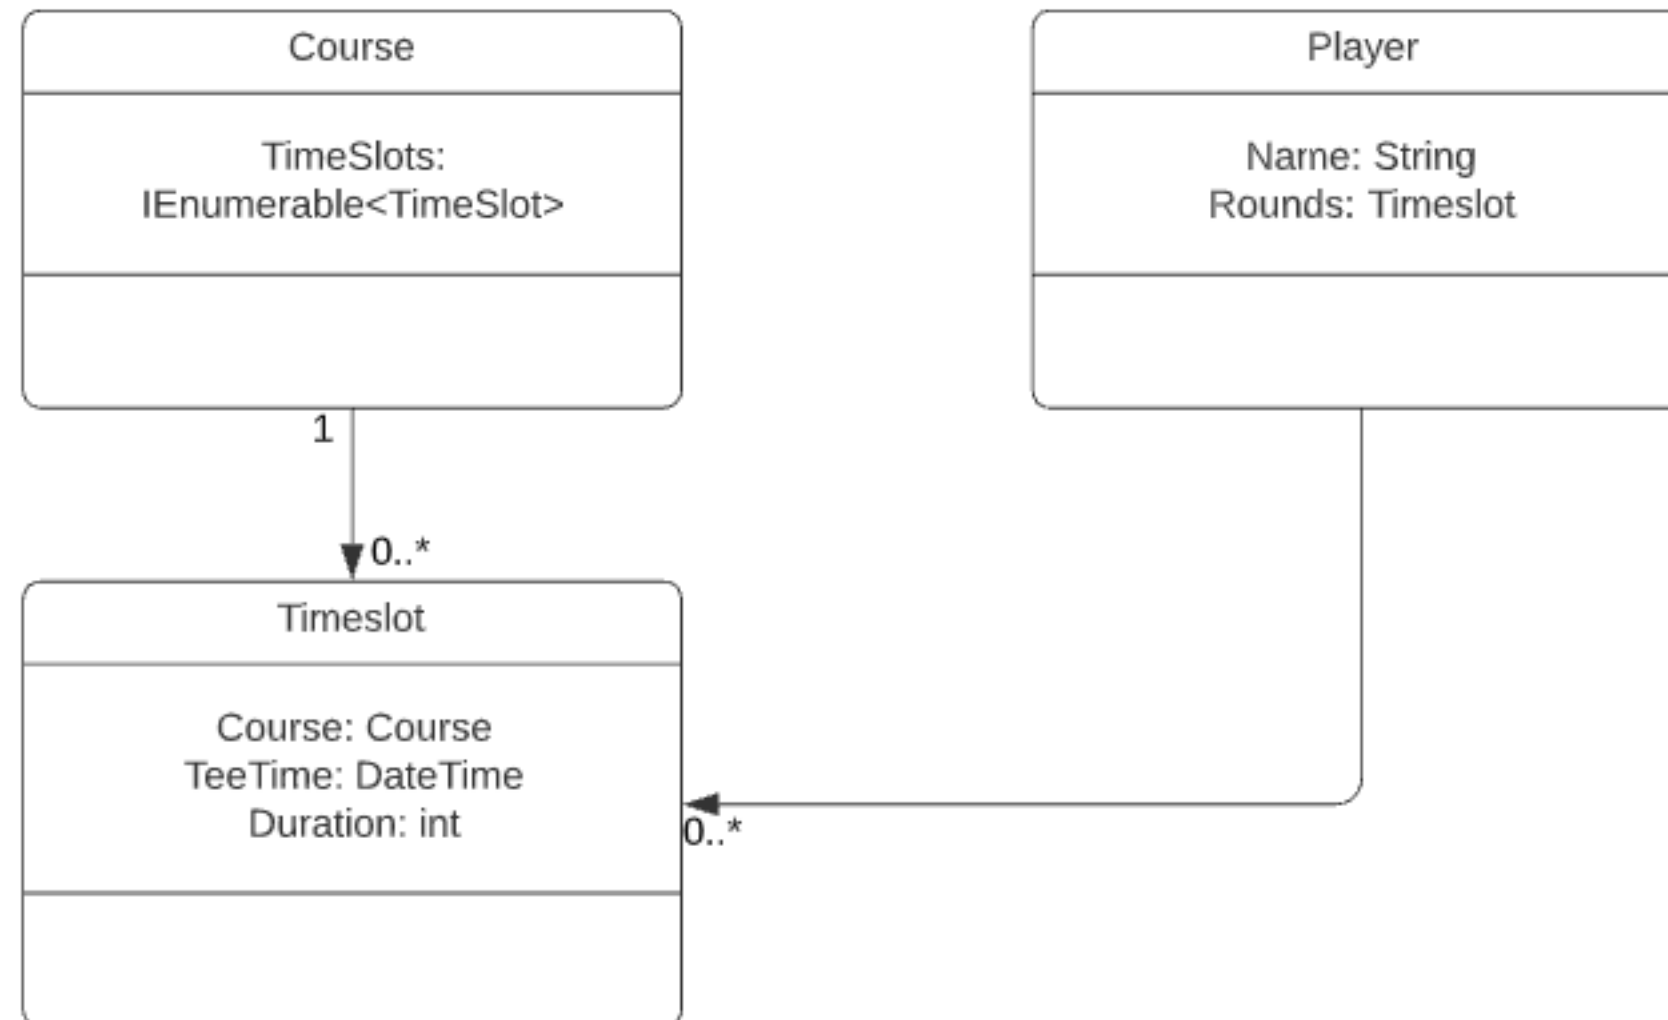 Course
TimeSlots:
IEnumerable<TimeSlot>
Player
Name: String
Rounds: Timeslot
1
0..*
Timeslot
Course: Course
TeeTime: DateTime
Duration: int
0..*